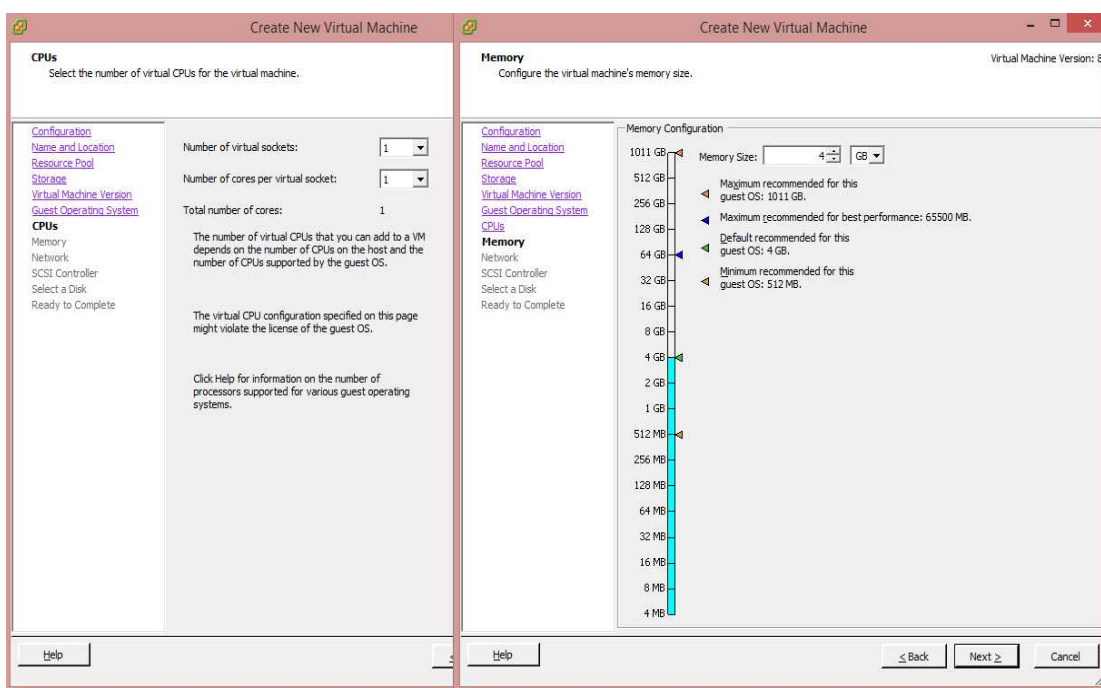 Create New Virtual Machine
CPUs
Select the number of virtual CPUs for the virtual machine.
Configuration
Name and Location
Resource Pool
Storage
Virtual Machine Version
Guest Operating System
CPUs
Memory
Network
SCSI Controller
Select a Disk
Ready to Complete
Number of virtual sockets: 1
Number of cores per virtual socket: 1
Total number of cores: 1
The number of virtual CPUs that you can add to a VM
depends on the number of CPUs on the host and the
number of CPUs supported by the guest OS.
The virtual CPU configuration specified on this page
might violate the license of the guest OS.
Click Help for information on the number of
processors supported for various guest operating
systems.
Help
<
Create New Virtual Machine
Memory
Configure the virtual machine's memory size.
Virtual Machine Version: 8
Configuration
Name and Location
Resource Pool
Storage
Virtual Machine Version
Guest Operating System
CPUs
Memory
Network
SCSI Controller
Select a Disk
Ready to Complete
Memory Configuration
1011 GB
512 GB
256 GB
128 GB
64 GB
32 GB
16 GB
8 GB
4 GB
2 GB
1 GB
512 MB
256 MB
128 MB
64 MB
32 MB
16 MB
8 MB
4 MB
Memory Size: 4 GB
Maximum recommended for this
guest OS: 1011 GB.
Maximum recommended for best performance: 65500 MB.
Default recommended for this
guest OS: 4 GB.
Minimum recommended for this
guest OS: 512 MB.
Help
< Back
Next >
Cancel